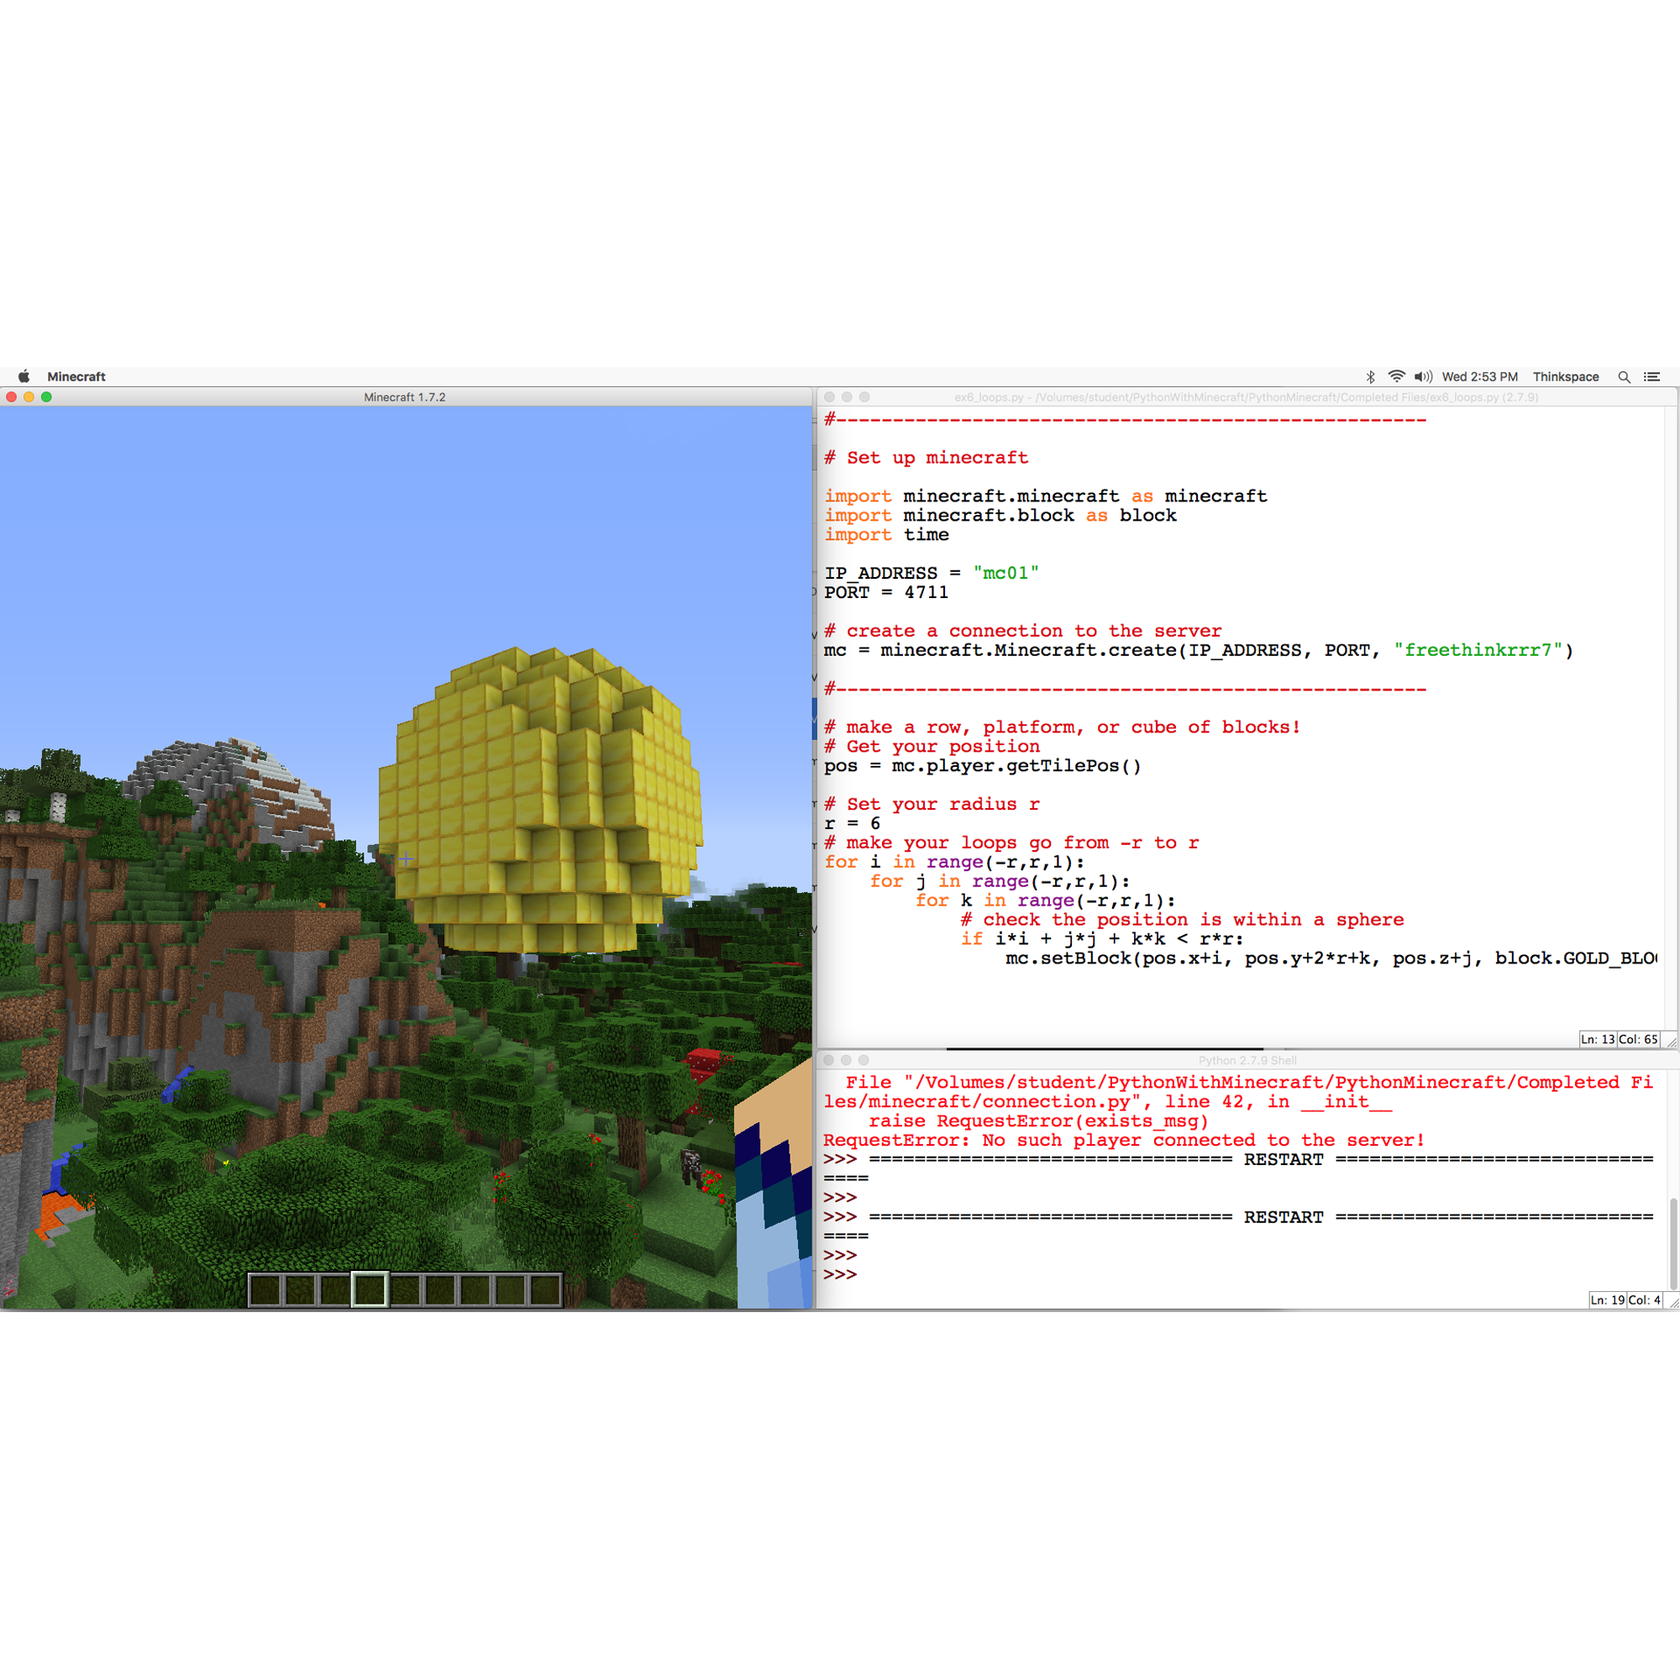 Minecraft
Wed 2:53 PM Thinkspace
Minecraft 1.7.2
ex6_loops.py - /Volumes/student/PythonWithMinecraft/PythonMinecraft/Completed Files/ex6_loops.py (2.7.9)
#----------------------------------------------------
# Set up minecraft
import minecraft.minecraft as minecraft
import minecraft.block as block
import time
IP_ADDRESS = "mc01"
PORT = 4711
# create a connection to the server
mc = minecraft.Minecraft.create(IP_ADDRESS, PORT, "freethinkrrr7")
#----------------------------------------------------
# make a row, platform, or cube of blocks!
# Get your position
pos = mc.player.getTilePos()
# Set your radius r
r = 6
# make your loops go from -r to r
for i in range(-r,r,1):
    for j in range(-r,r,1):
        for k in range(-r,r,1):
            # check the position is within a sphere
            if i*i + j*j + k*k < r*r:
                mc.setBlock(pos.x+i, pos.y+2*r+k, pos.z+j, block.GOLD_BLO
Ln: 13 Col: 65
Python 2.7.9 Shell
  File "/Volumes/student/PythonWithMinecraft/PythonMinecraft/Completed Fi
les/minecraft/connection.py", line 42, in __init__
    raise RequestError(exists_msg)
RequestError: No such player connected to the server!
>>> ================================ RESTART ============================
====
>>>
>>> ================================ RESTART ============================
====
>>>
>>>
Ln: 19 Col: 4